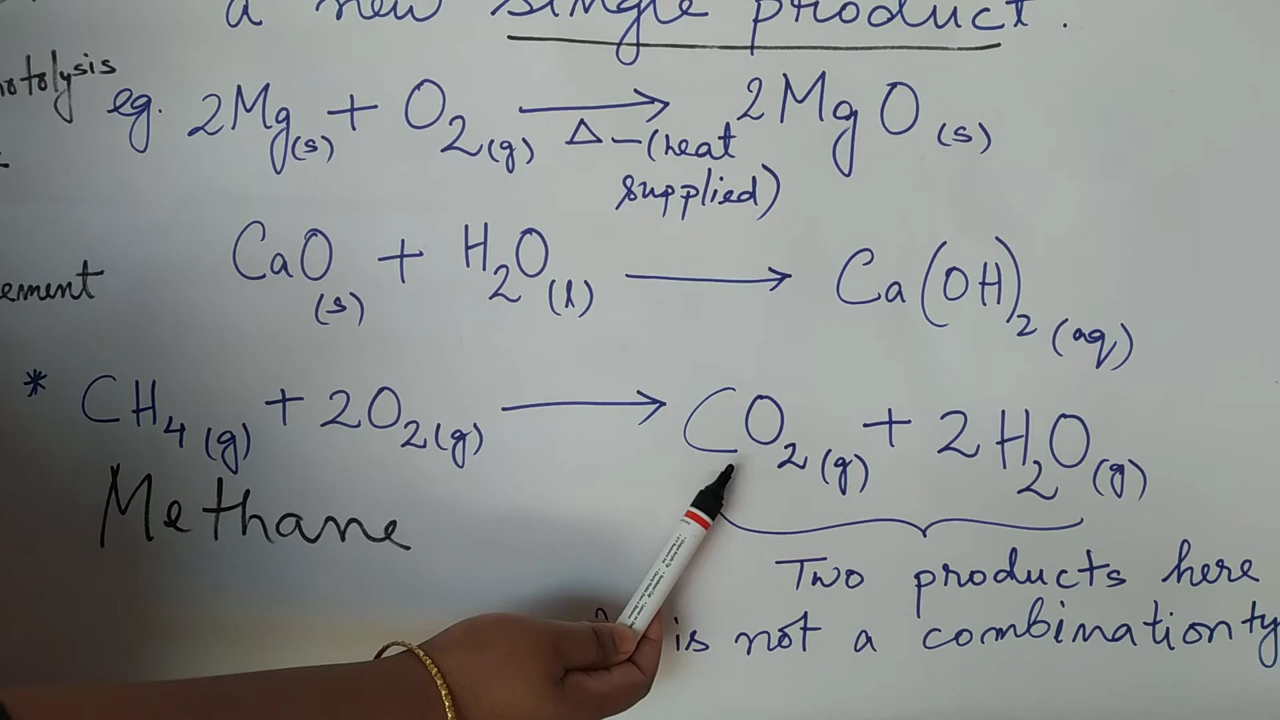 a new single product.
eg. 2Mg(s) + O2(g) → 2MgO(s)
Δ – (heat
supplied)
CaO(s) + H2O(l) → Ca(OH)2(aq)
ement
* CH4(g) + 2O2(g) → CO2(g) + 2H2O(g)
Methane
Two products here
is not a combination ty